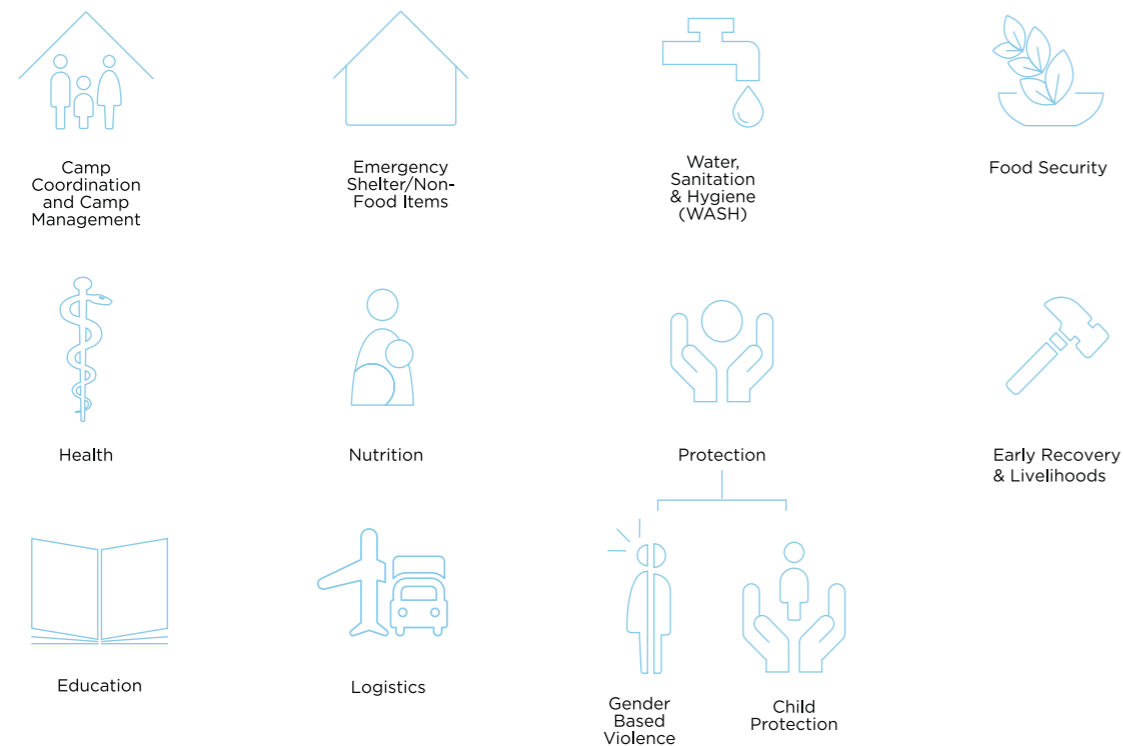 Camp
Coordination
and Camp
Management
Emergency
Shelter/Non-
Food Items
Water,
Sanitation
& Hygiene
(WASH)
Food Security
Health
Nutrition
Protection
Early Recovery
& Livelihoods
Education
Logistics
Gender
Based
Violence
Child
Protection